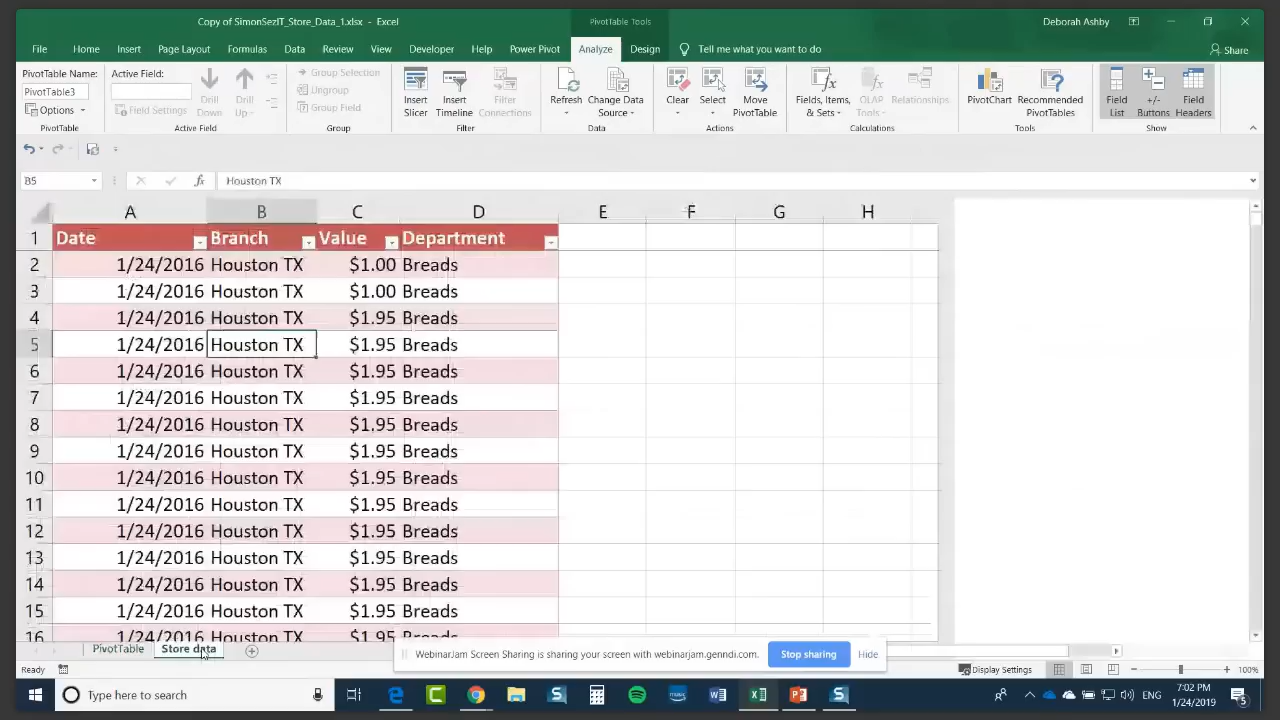 Copy of SimonSezIT_Store_Data_1.xlsx - Excel
PivotTable Tools
Deborah Ashby
File Home Insert Page Layout Formulas Data Review View Developer Help Power Pivot Analyze Design Tell me what you want to do Share
PivotTable Name:
PivotTable3
Options
PivotTable
Active Field:
Field Settings
Drill Down
Drill Up
Active Field
Group Selection
Ungroup
Group Field
Group
Insert Slicer
Insert Timeline
Filter Connections
Filter
Refresh
Change Data Source
Data
Clear
Select
Move PivotTable
Actions
Fields, Items, & Sets
OLAP Tools
Relationships
Calculations
PivotChart
Recommended PivotTables
Tools
Field List
+/- Buttons
Field Headers
Show
B5 fx Houston TX
A B C D E F G H
1 Date Branch Value Department
2 1/24/2016 Houston TX $1.00 Breads
3 1/24/2016 Houston TX $1.00 Breads
4 1/24/2016 Houston TX $1.95 Breads
5 1/24/2016 Houston TX $1.95 Breads
6 1/24/2016 Houston TX $1.95 Breads
7 1/24/2016 Houston TX $1.95 Breads
8 1/24/2016 Houston TX $1.95 Breads
9 1/24/2016 Houston TX $1.95 Breads
10 1/24/2016 Houston TX $1.95 Breads
11 1/24/2016 Houston TX $1.95 Breads
12 1/24/2016 Houston TX $1.95 Breads
13 1/24/2016 Houston TX $1.95 Breads
14 1/24/2016 Houston TX $1.95 Breads
15 1/24/2016 Houston TX $1.95 Breads
16 1/24/2016 Houston TX $1.95 Breads
PivotTable Store data
WebinarJam Screen Sharing is sharing your screen with webinarjam.genndi.com. Stop sharing Hide
Ready
Display Settings
100%
Type here to search
ENG
7:02 PM
1/24/2019
5